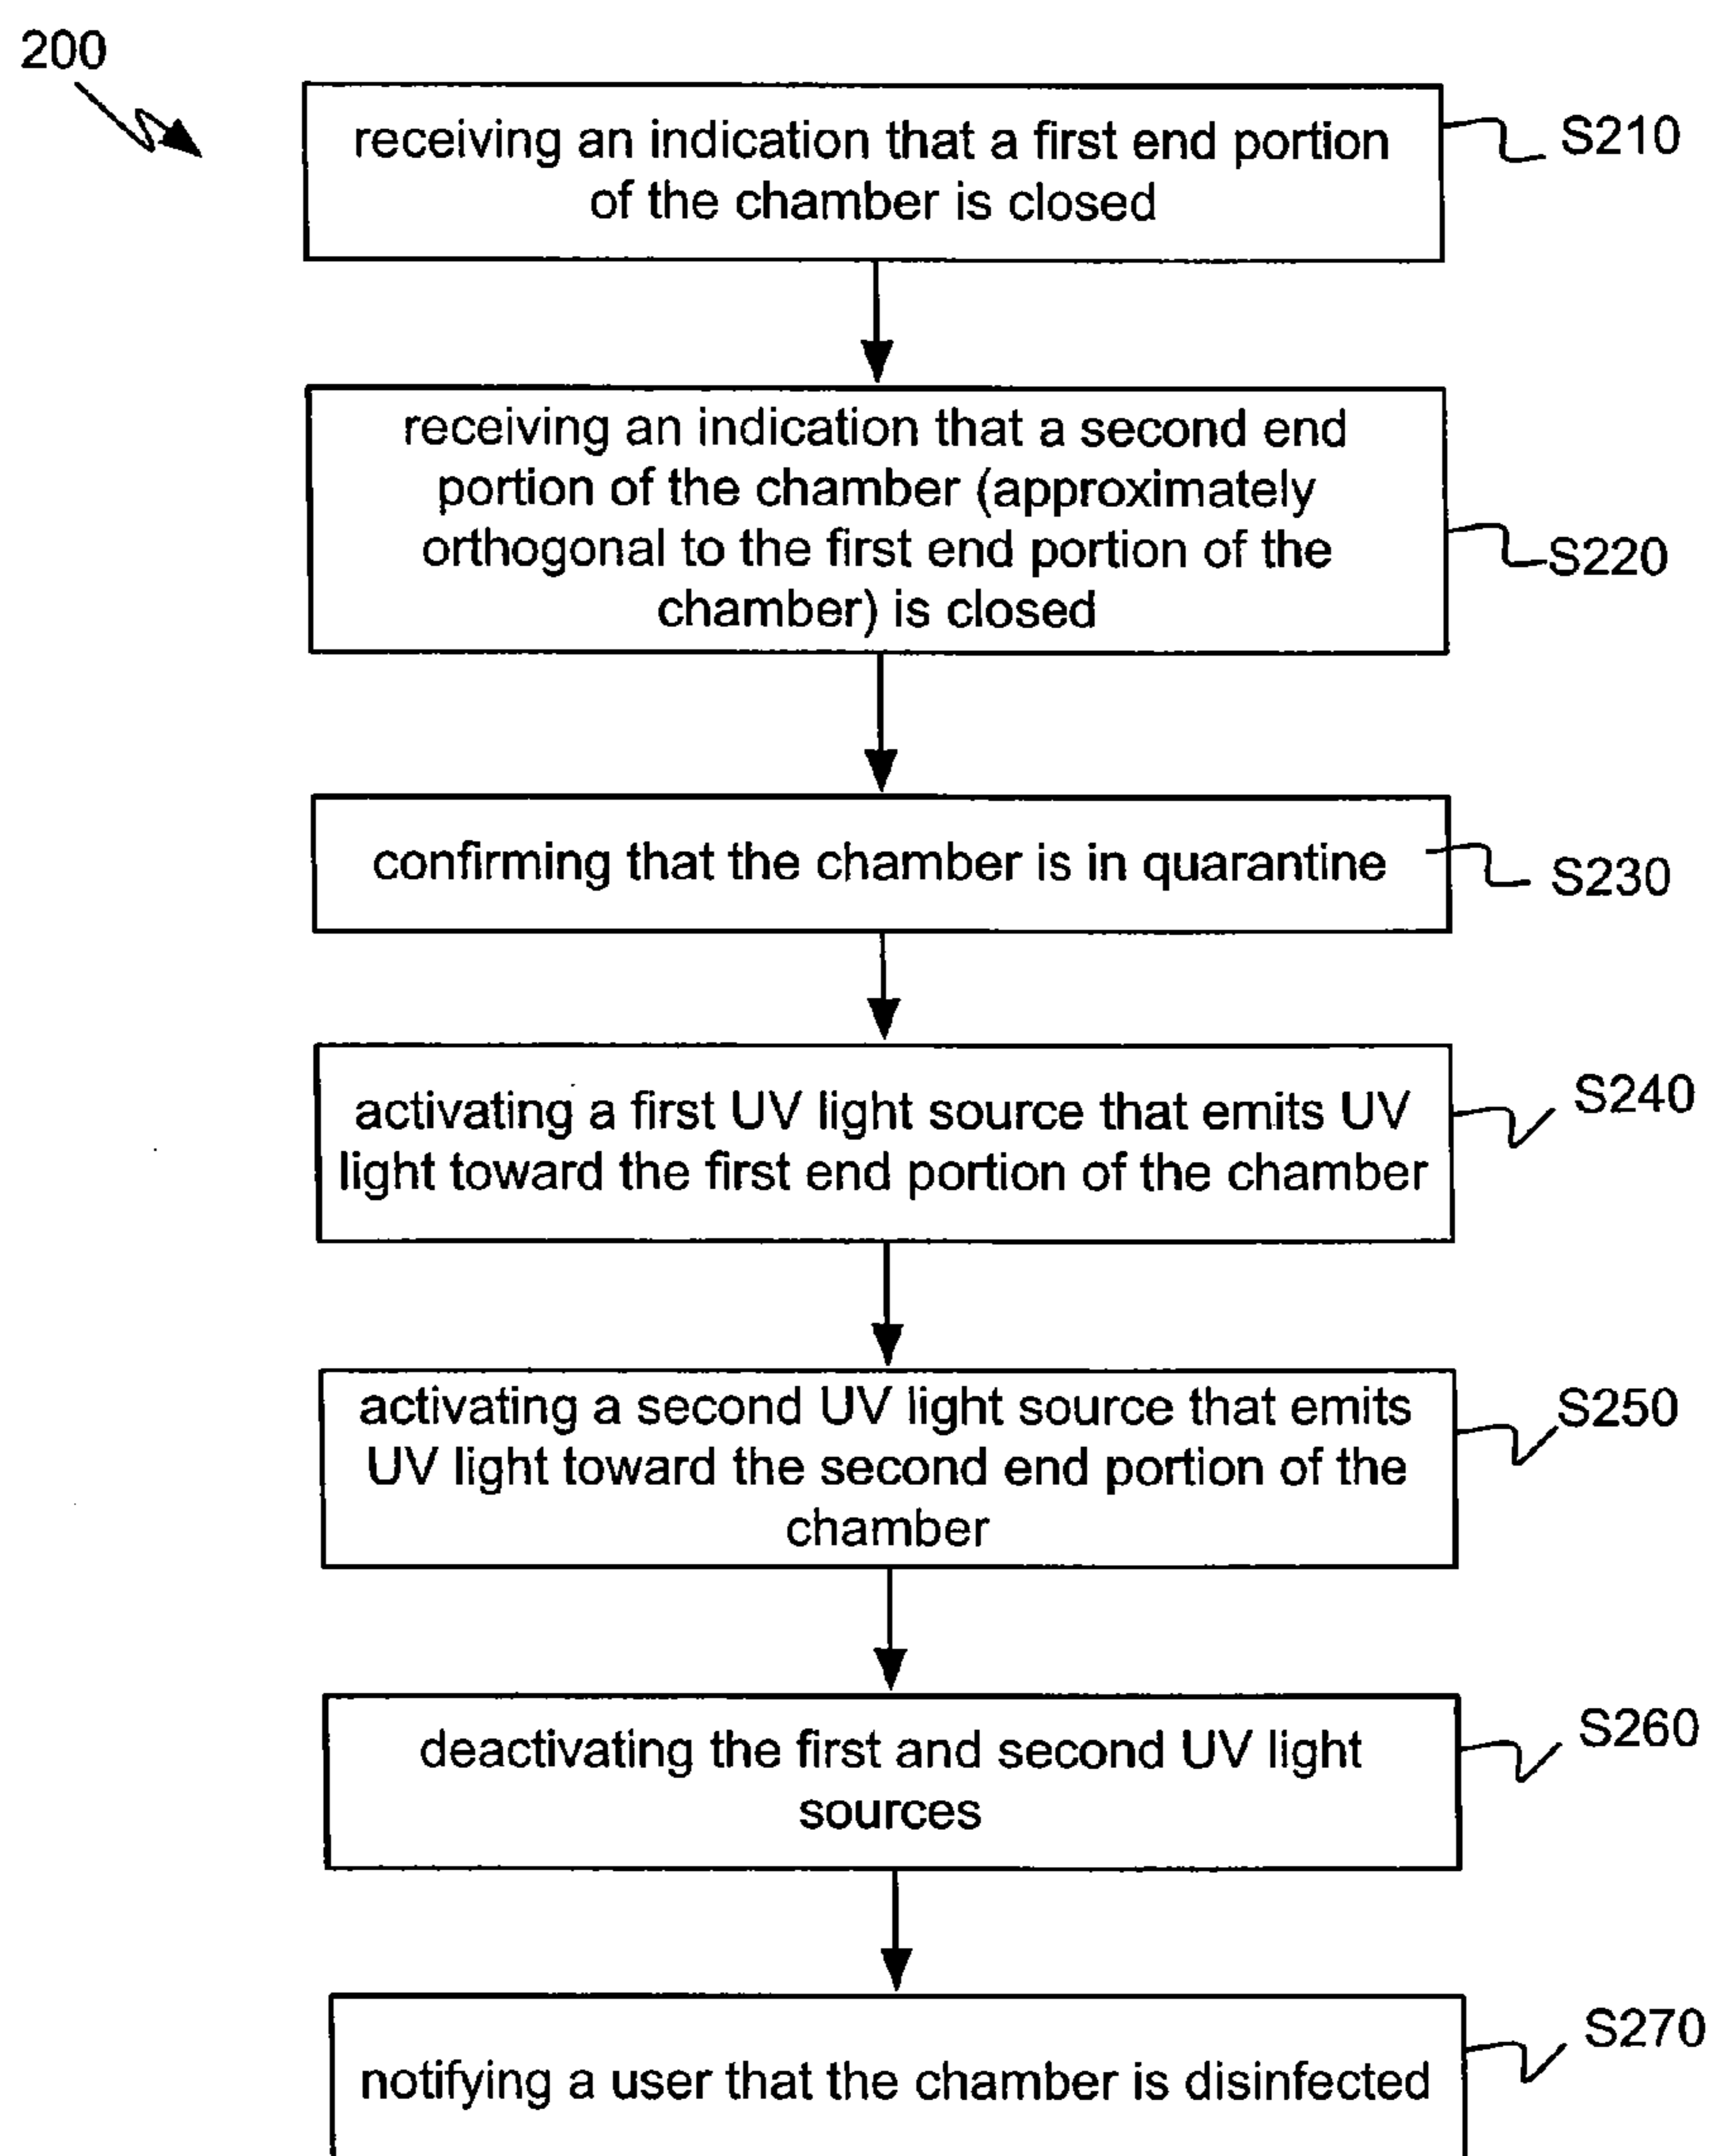 200
receiving an indication that a first end portion
of the chamber is closed
S210
receiving an indication that a second end
portion of the chamber (approximately
orthogonal to the first end portion of the
chamber) is closed
S220
confirming that the chamber is in quarantine
S230
activating a first UV light source that emits UV
light toward the first end portion of the chamber
S240
activating a second UV light source that emits
UV light toward the second end portion of the
chamber
S250
deactivating the first and second UV light
sources
S260
notifying a user that the chamber is disinfected
S270